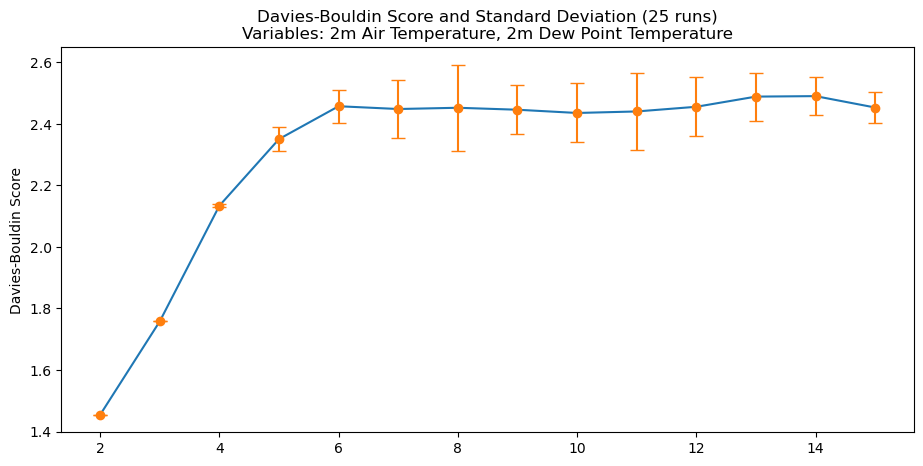 Davies-Bouldin Score and Standard Deviation (25 runs)
Variables: 2m Air Temperature, 2m Dew Point Temperature
Davies-Bouldin Score
2.6
2.4
2.2
2.0
1.8
1.6
1.4
2 4 6 8 10 12 14